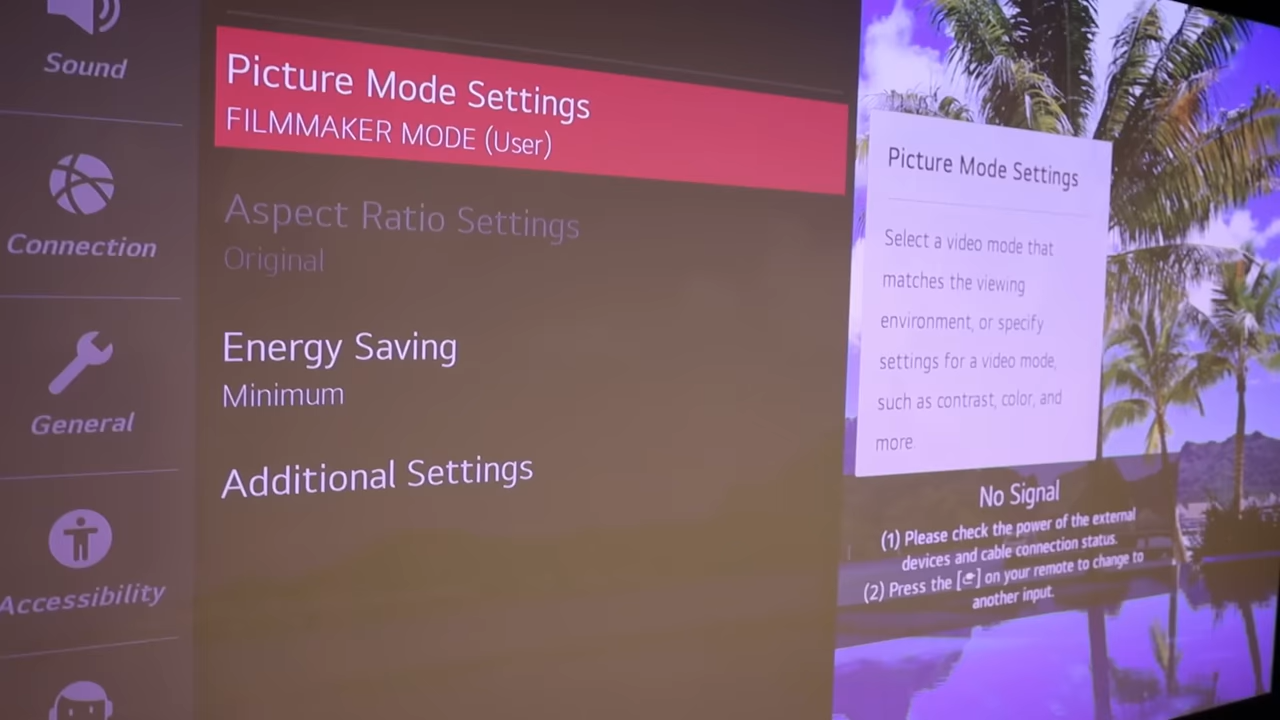 Sound
Connection
General
Accessibility
Picture Mode Settings
FILMMAKER MODE (User)
Aspect Ratio Settings
Original
Energy Saving
Minimum
Additional Settings
Picture Mode Settings
Select a video mode that
matches the viewing
environment, or specify
settings for a video mode,
such as contrast, color, and
more
No Signal
(1) Please check the power of the external
devices and cable connection status.
(2) Press the [ ] on your remote to change to
another input.